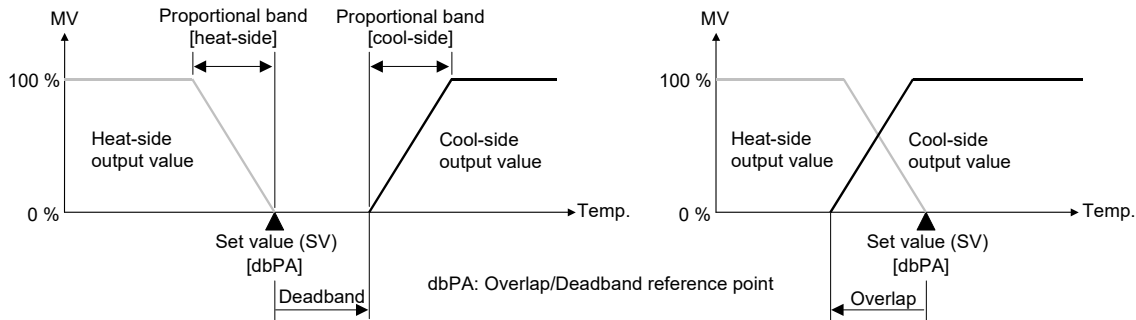 MV
Proportional band
[heat-side]
Proportional band
[cool-side]
100 %
Heat-side
output value
Cool-side
output value
0 %
Temp.
Set value (SV)
[dbPA]
Deadband
dbPA: Overlap/Deadband reference point
MV
100 %
Heat-side
output value
Cool-side
output value
0 %
Temp.
Set value (SV)
[dbPA]
Overlap